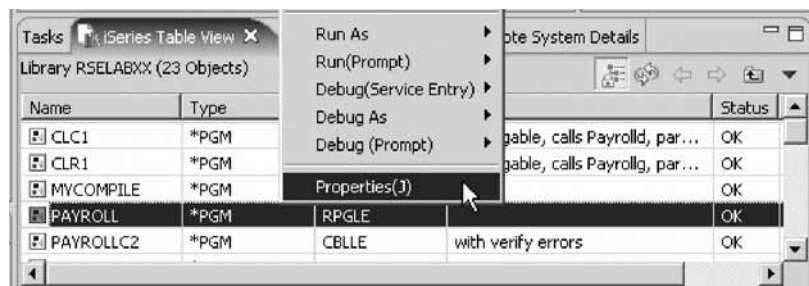 Tasks iSeries Table View Run As ote System Details
Library RSELABXX (23 Objects) Run(Prompt)
Debug(Service Entry)
Name Type Debug As Status
CLC1 *PGM Debug (Prompt) gable, calls Payrolld, par... OK
CLR1 *PGM gable, calls Payrollg, par... OK
MYCOMPILE *PGM Properties(J) OK
PAYROLL *PGM RPGLE OK
PAYROLLC2 *PGM CBLLE with verify errors OK